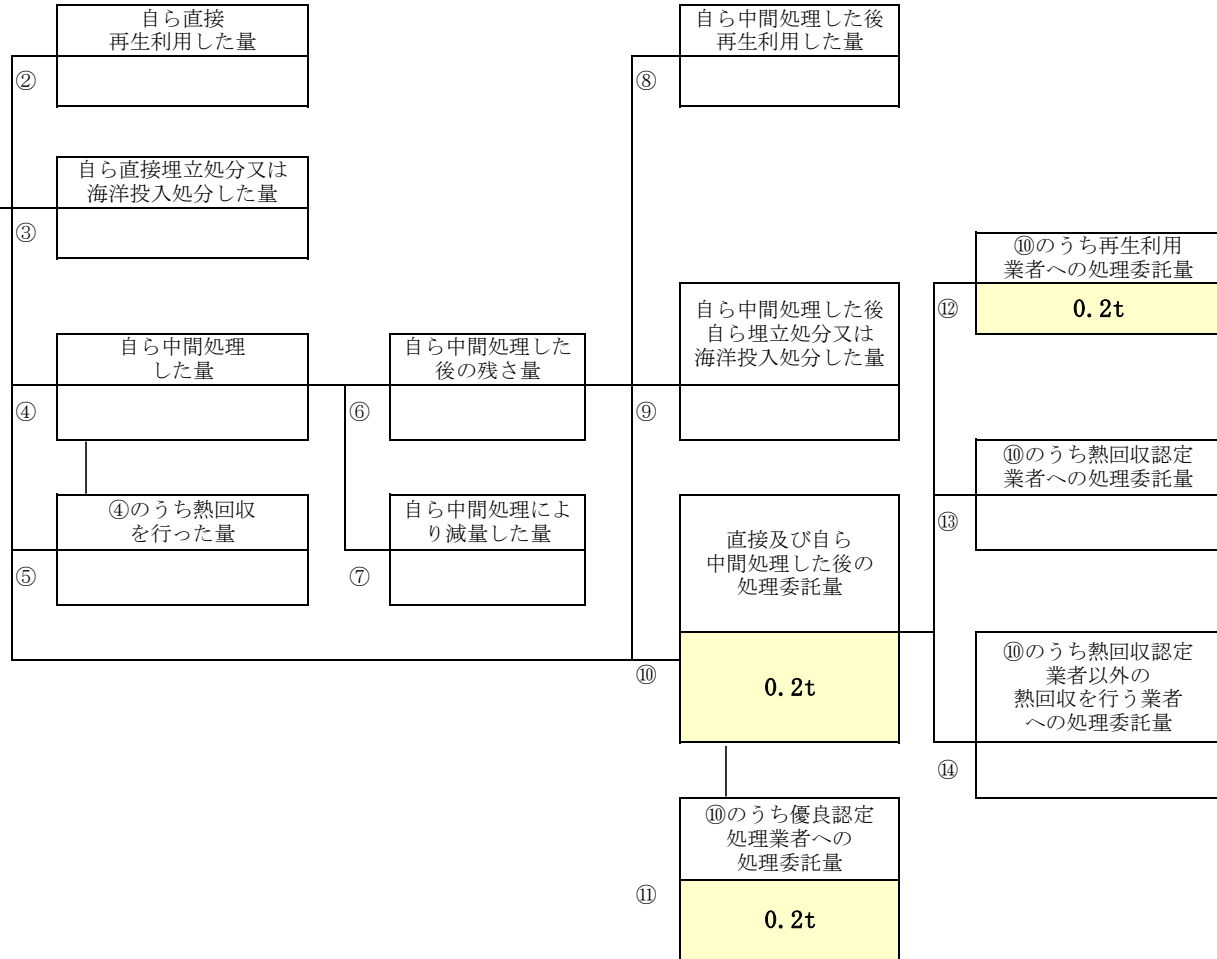 自ら直接
再生利用した量
②
自ら直接埋立処分又は
海洋投入処分した量
③
自ら中間処理
した量
④
④のうち熱回収
を行った量
⑤
自ら中間処理した
後の残さ量
⑥
自ら中間処理によ
り減量した量
⑦
自ら中間処理した後
再生利用した量
⑧
自ら中間処理した後
自ら埋立処分又は
海洋投入処分した量
⑨
直接及び自ら
中間処理した後の
処理委託量
⑩
0.2t
⑩のうち優良認定
処理業者への
処理委託量
⑪
0.2t
⑩のうち再生利用
業者への処理委託量
⑫
0.2t
⑩のうち熱回収認定
業者への処理委託量
⑬
⑩のうち熱回収認定
業者以外の
熱回収を行う業者
への処理委託量
⑭